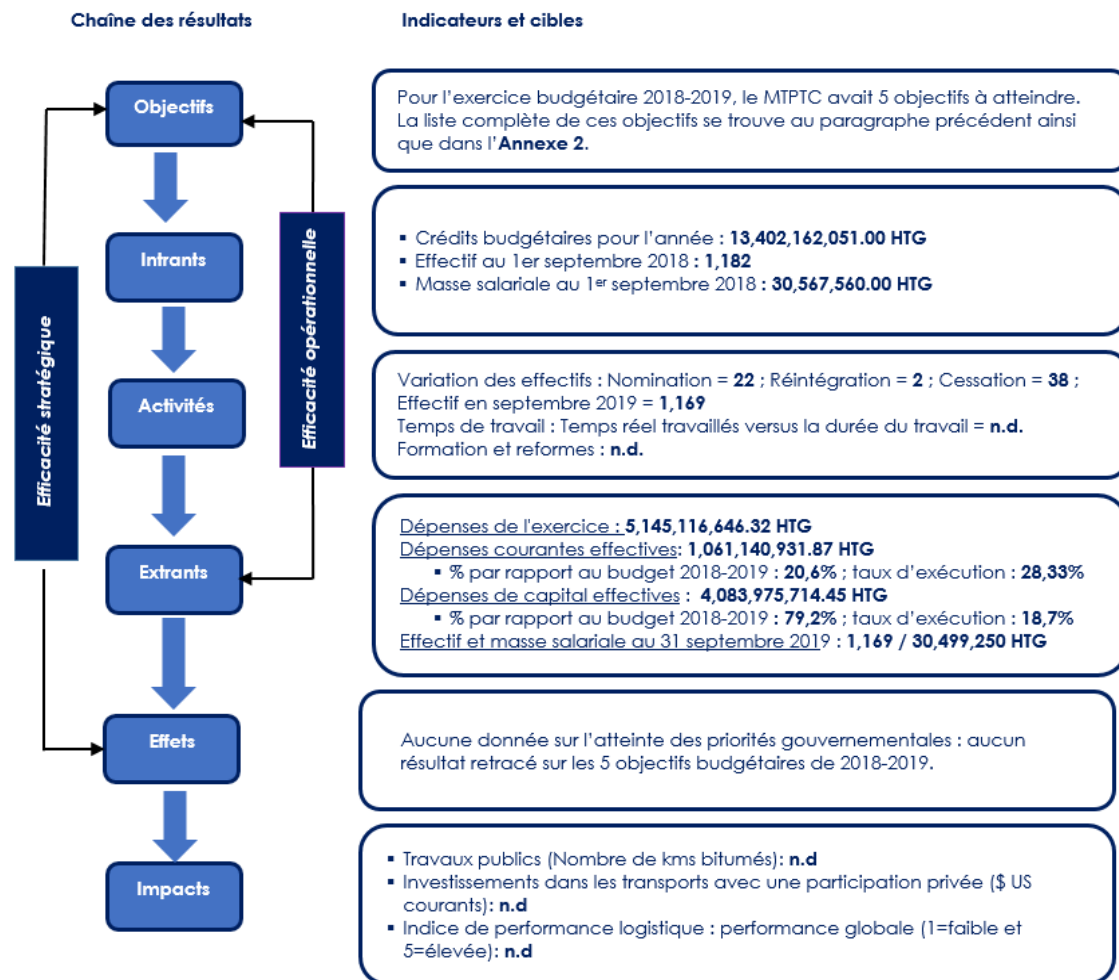 Chaîne des résultats
Indicateurs et cibles
Objectifs
Pour l'exercice budgétaire 2018-2019, le MTPTC avait 5 objectifs à atteindre.
La liste complète de ces objectifs se trouve au paragraphe précédent ainsi
que dans l'Annexe 2.
Intrants
▪ Crédits budgétaires pour l'année : 13,402,162,051.00 HTG
▪ Effectif au 1er septembre 2018 : 1,182
▪ Masse salariale au 1er septembre 2018 : 30,567,560.00 HTG
Efficacité stratégique
Efficacité opérationnelle
Activités
Variation des effectifs : Nomination = 22 ; Réintégration = 2 ; Cessation = 38 ;
Effectif en septembre 2019 = 1,169
Temps de travail : Temps réel travaillés versus la durée du travail = n.d.
Formation et reformes : n.d.
Extrants
Dépenses de l'exercice : 5,145,116,646.32 HTG
Dépenses courantes effectives: 1,061,140,931.87 HTG
▪ % par rapport au budget 2018-2019 : 20,6% ; taux d'exécution : 28,33%
Dépenses de capital effectives : 4,083,975,714.45 HTG
▪ % par rapport au budget 2018-2019 : 79,2% ; taux d'exécution : 18,7%
Effectif et masse salariale au 31 septembre 2019 : 1,169 / 30,499,250 HTG
Effets
Aucune donnée sur l'atteinte des priorités gouvernementales : aucun
résultat retracé sur les 5 objectifs budgétaires de 2018-2019.
Impacts
▪ Travaux publics (Nombre de kms bitumés): n.d
▪ Investissements dans les transports avec une participation privée ($ US
courants): n.d
▪ Indice de performance logistique : performance globale (1=faible et
5=élevée): n.d